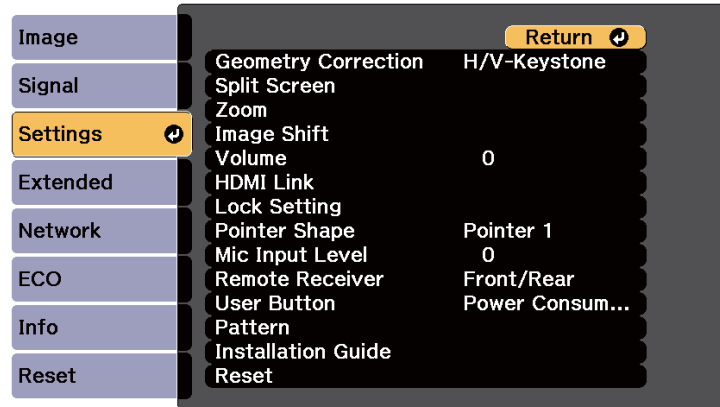 Image
Signal
Settings
Extended
Network
ECO
Info
Reset
Return
Geometry Correction H/V-Keystone
Split Screen
Zoom
Image Shift
Volume 0
HDMI Link
Lock Setting
Pointer Shape Pointer 1
Mic Input Level 0
Remote Receiver Front/Rear
User Button Power Consum...
Pattern
Installation Guide
Reset